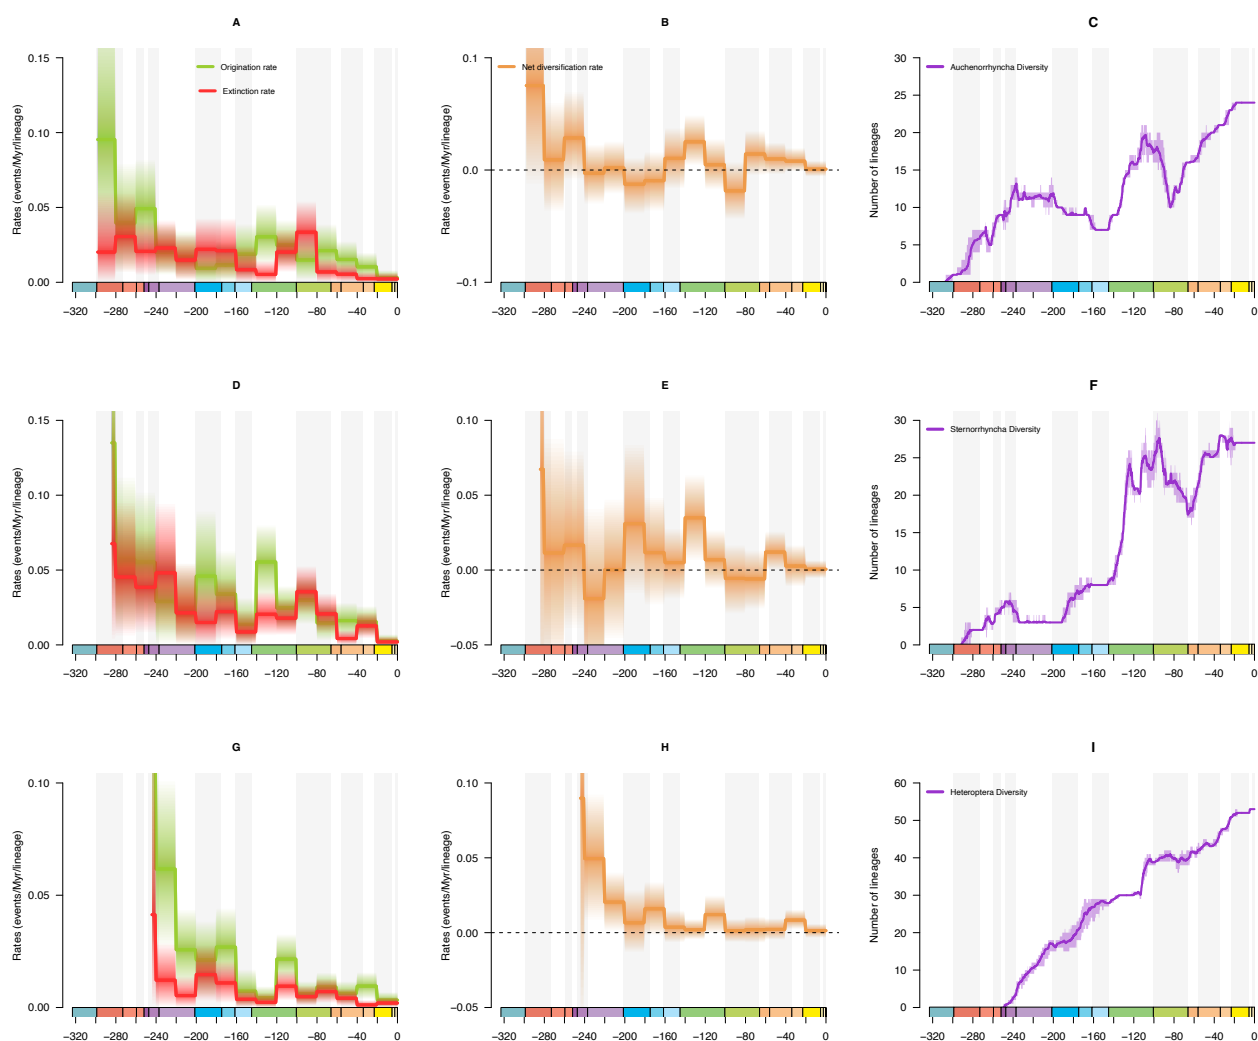 A
Rates (events/Myr/lineage)
0.15
0.10
0.05
0.00
Origination rate
Extinction rate
−320 −280 −240 −200 −160 −120 −80 −40 0
B
Rates (events/Myr/lineage)
0.1
0.0
−0.1
Net diversification rate
−320 −280 −240 −200 −160 −120 −80 −40 0
C
Number of lineages
30
25
20
15
10
5
0
Auchenorrhyncha Diversity
−320 −280 −240 −200 −160 −120 −80 −40 0
D
Rates (events/Myr/lineage)
0.15
0.10
0.05
0.00
−320 −280 −240 −200 −160 −120 −80 −40 0
E
Rates (events/Myr/lineage)
0.10
0.05
0.00
−0.05
−320 −280 −240 −200 −160 −120 −80 −40 0
F
Number of lineages
30
25
20
15
10
5
0
Sternorrhyncha Diversity
−320 −280 −240 −200 −160 −120 −80 −40 0
G
Rates (events/Myr/lineage)
0.10
0.05
0.00
−320 −280 −240 −200 −160 −120 −80 −40 0
H
Rates (events/Myr/lineage)
0.10
0.05
0.00
−0.05
−320 −280 −240 −200 −160 −120 −80 −40 0
I
Number of lineages
60
50
40
30
20
10
0
Heteroptera Diversity
−320 −280 −240 −200 −160 −120 −80 −40 0